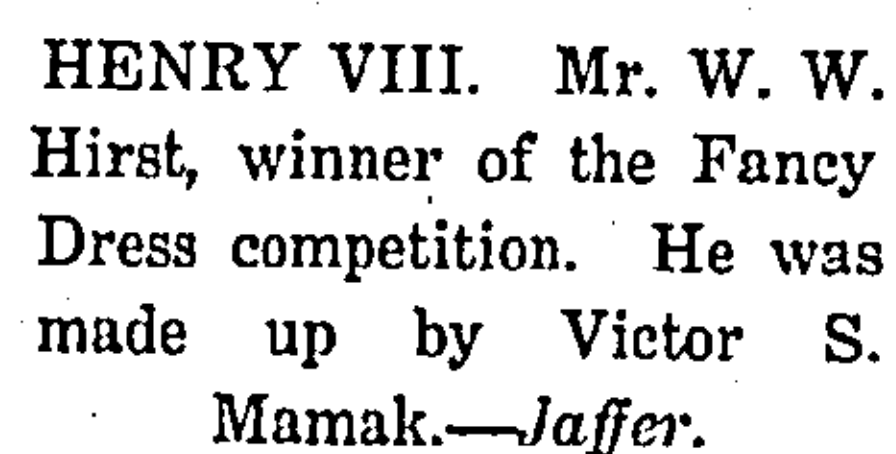 HENRY VIII. Mr. W. W.
Hirst, winner of the Fancy
Dress competition. He was
made up by Victor S.
Mamak.—Jaffer.